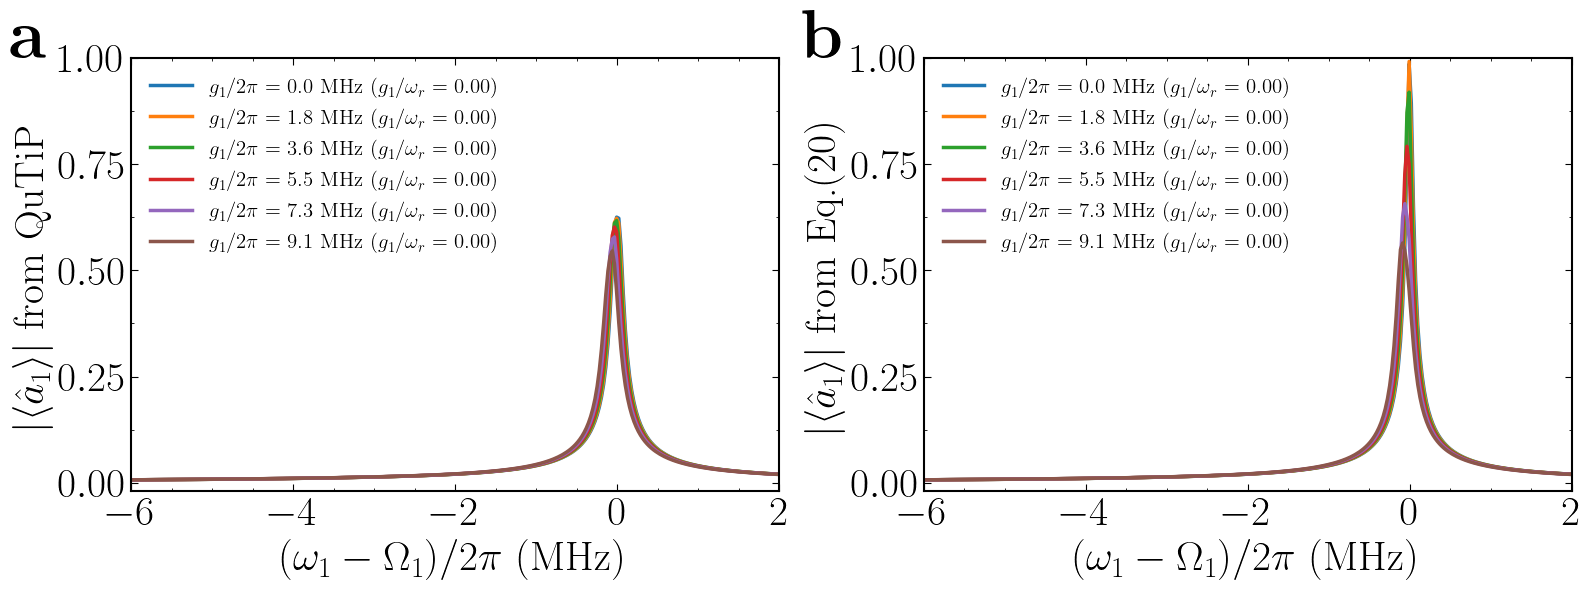 a
|⟨â₁⟩| from QuTiP
1.00
0.75
0.50
0.25
0.00
g₁/2π = 0.0 MHz (g₁/ωᵣ = 0.00)
g₁/2π = 1.8 MHz (g₁/ωᵣ = 0.00)
g₁/2π = 3.6 MHz (g₁/ωᵣ = 0.00)
g₁/2π = 5.5 MHz (g₁/ωᵣ = 0.00)
g₁/2π = 7.3 MHz (g₁/ωᵣ = 0.00)
g₁/2π = 9.1 MHz (g₁/ωᵣ = 0.00)
−6 −4 −2 0 2
(ω₁ − Ω₁)/2π (MHz)
b
|⟨â₁⟩| from Eq.(20)
1.00
0.75
0.50
0.25
0.00
g₁/2π = 0.0 MHz (g₁/ωᵣ = 0.00)
g₁/2π = 1.8 MHz (g₁/ωᵣ = 0.00)
g₁/2π = 3.6 MHz (g₁/ωᵣ = 0.00)
g₁/2π = 5.5 MHz (g₁/ωᵣ = 0.00)
g₁/2π = 7.3 MHz (g₁/ωᵣ = 0.00)
g₁/2π = 9.1 MHz (g₁/ωᵣ = 0.00)
−6 −4 −2 0 2
(ω₁ − Ω₁)/2π (MHz)